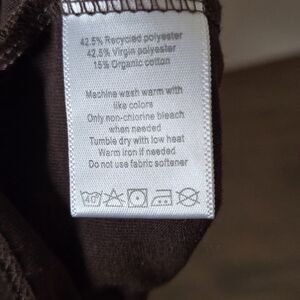 42.5% Recycled polyester
42.5% Virgin polyester
15% Organic cotton
Machine wash warm with
like colors
Only non-chlorine bleach
when needed
Tumble dry with low heat
Warm iron if needed
Do not use fabric softener
40